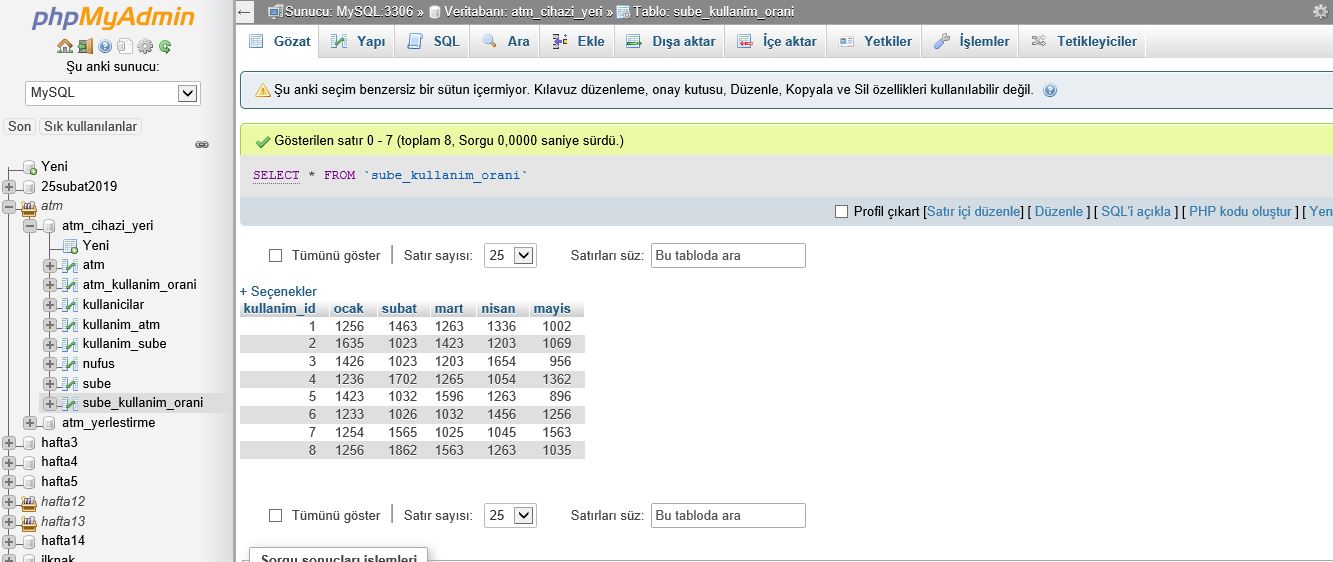 phpMyAdmin
Şu anki sunucu:
MySQL
Son Sık kullanılanlar
Yeni
25subat2019
atm
atm_cihazi_yeri
Yeni
atm
atm_kullanim_orani
kullanicilar
kullanim_atm
kullanim_sube
nufus
sube
sube_kullanim_orani
atm_yerlestirme
hafta3
hafta4
hafta5
hafta12
hafta13
hafta14
ilknak
Sunucu: MySQL:3306 » Veritabanı: atm_cihazi_yeri » Tablo: sube_kullanim_orani
Gözat Yapı SQL Ara Ekle Dışa aktar İçe aktar Yetkiler İşlemler Tetikleyiciler
Şu anki seçim benzersiz bir sütun içermiyor. Kılavuz düzenleme, onay kutusu, Düzenle, Kopyala ve Sil özellikleri kullanılabilir değil.
Gösterilen satır 0 - 7 (toplam 8, Sorgu 0,0000 saniye sürdü.)
SELECT * FROM `sube_kullanim_orani`
Profil çıkart [Satır içi düzenle] [ Düzenle ] [ SQL'i açıkla ] [ PHP kodu oluştur ] [ Yen
Tümünü göster | Satır sayısı: 25 Satırları süz: Bu tabloda ara
+ Seçenekler
kullanim_id ocak subat mart nisan mayis
1 1256 1463 1263 1336 1002
2 1635 1023 1423 1203 1069
3 1426 1023 1203 1654 956
4 1236 1702 1265 1054 1362
5 1423 1032 1596 1263 896
6 1233 1026 1032 1456 1256
7 1254 1565 1025 1045 1563
8 1256 1862 1563 1263 1035
Tümünü göster | Satır sayısı: 25 Satırları süz: Bu tabloda ara
Sorgu sonuçları işlemleri